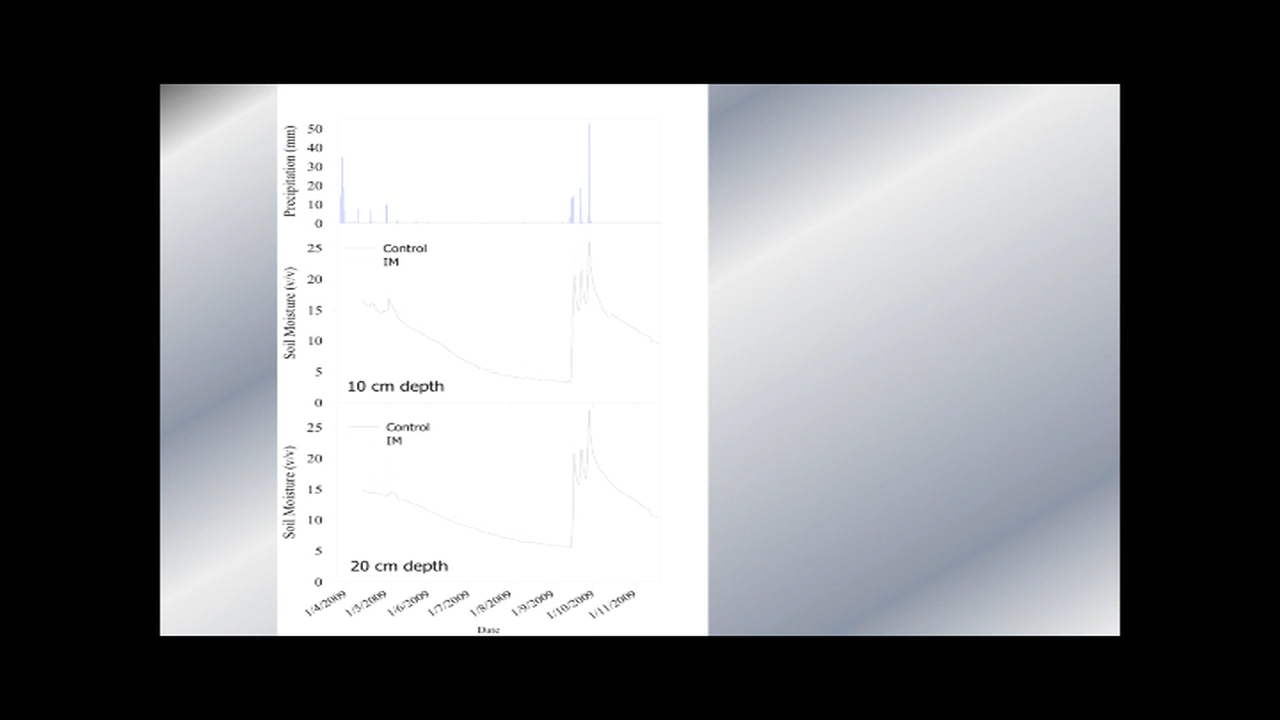 Precipitation (mm)
50
40
30
20
10
0
Soil Moisture (v/v)
25
20
15
10
5
0
Control
IM
10 cm depth
Soil Moisture (v/v)
25
20
15
10
5
0
Control
IM
20 cm depth
1/4/2009
1/5/2009
1/6/2009
1/7/2009
1/8/2009
1/9/2009
1/10/2009
1/11/2009
Date